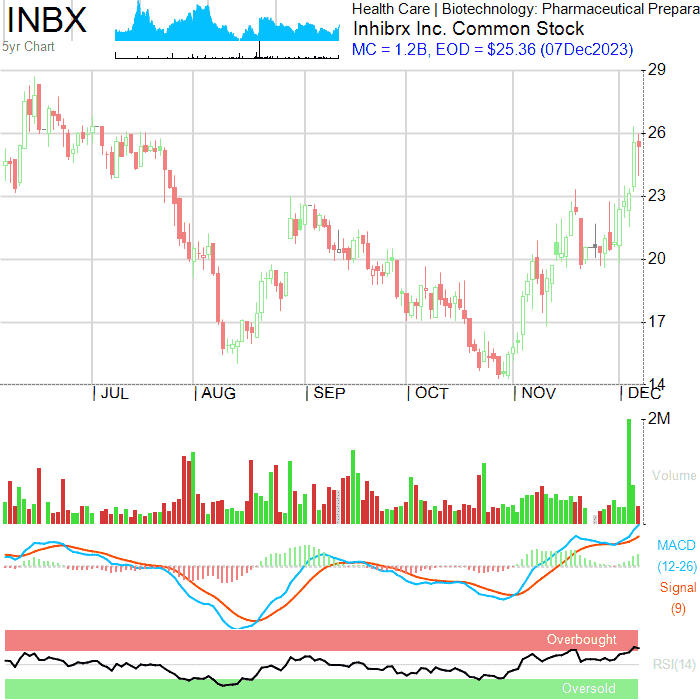 INBX
5yr Chart
Health Care | Biotechnology: Pharmaceutical Prepara
Inhibrx Inc. Common Stock
MC = 1.2B, EOD = $25.36 (07Dec2023)
29
26
23
20
17
14
JUL AUG SEP OCT NOV DEC
2M
Volume
MACD
(12-26)
Signal
(9)
Overbought
RSI(14)
Oversold